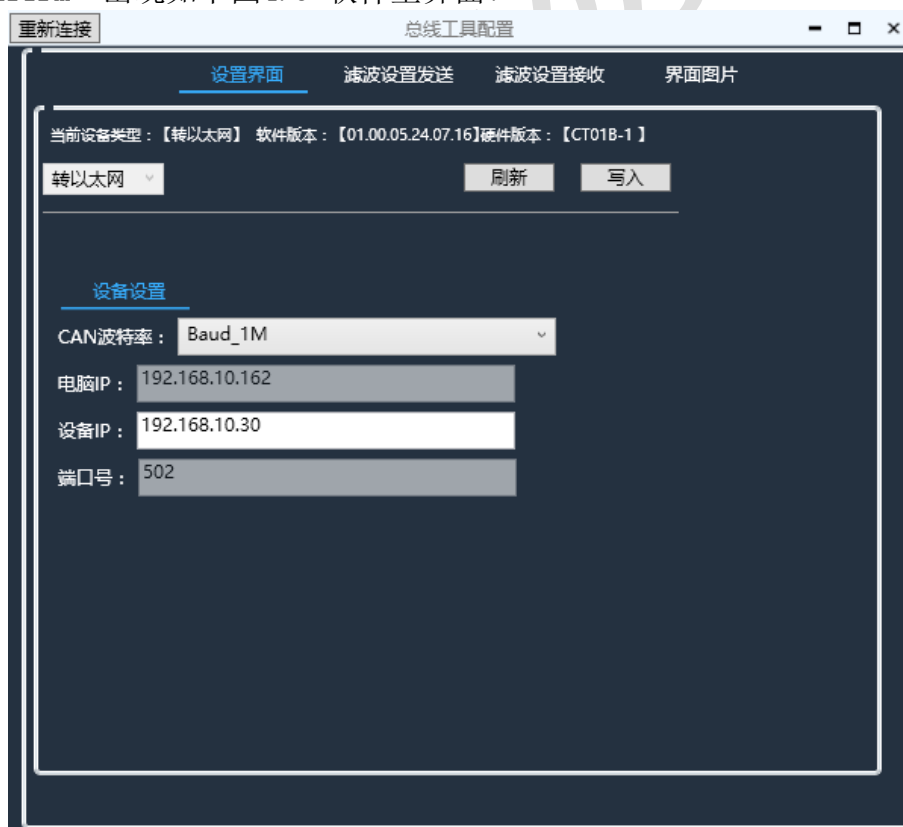 重新连接 总线工具配置
设置界面 滤波设置发送 滤波设置接收 界面图片
当前设备类型：【转以太网】 软件版本：【01.00.05.24.07.16】硬件版本：【CT01B-1 】
转以太网 刷新 写入
设备设置
CAN波特率： Baud_1M
电脑IP： 192.168.10.162
设备IP： 192.168.10.30
端口号： 502